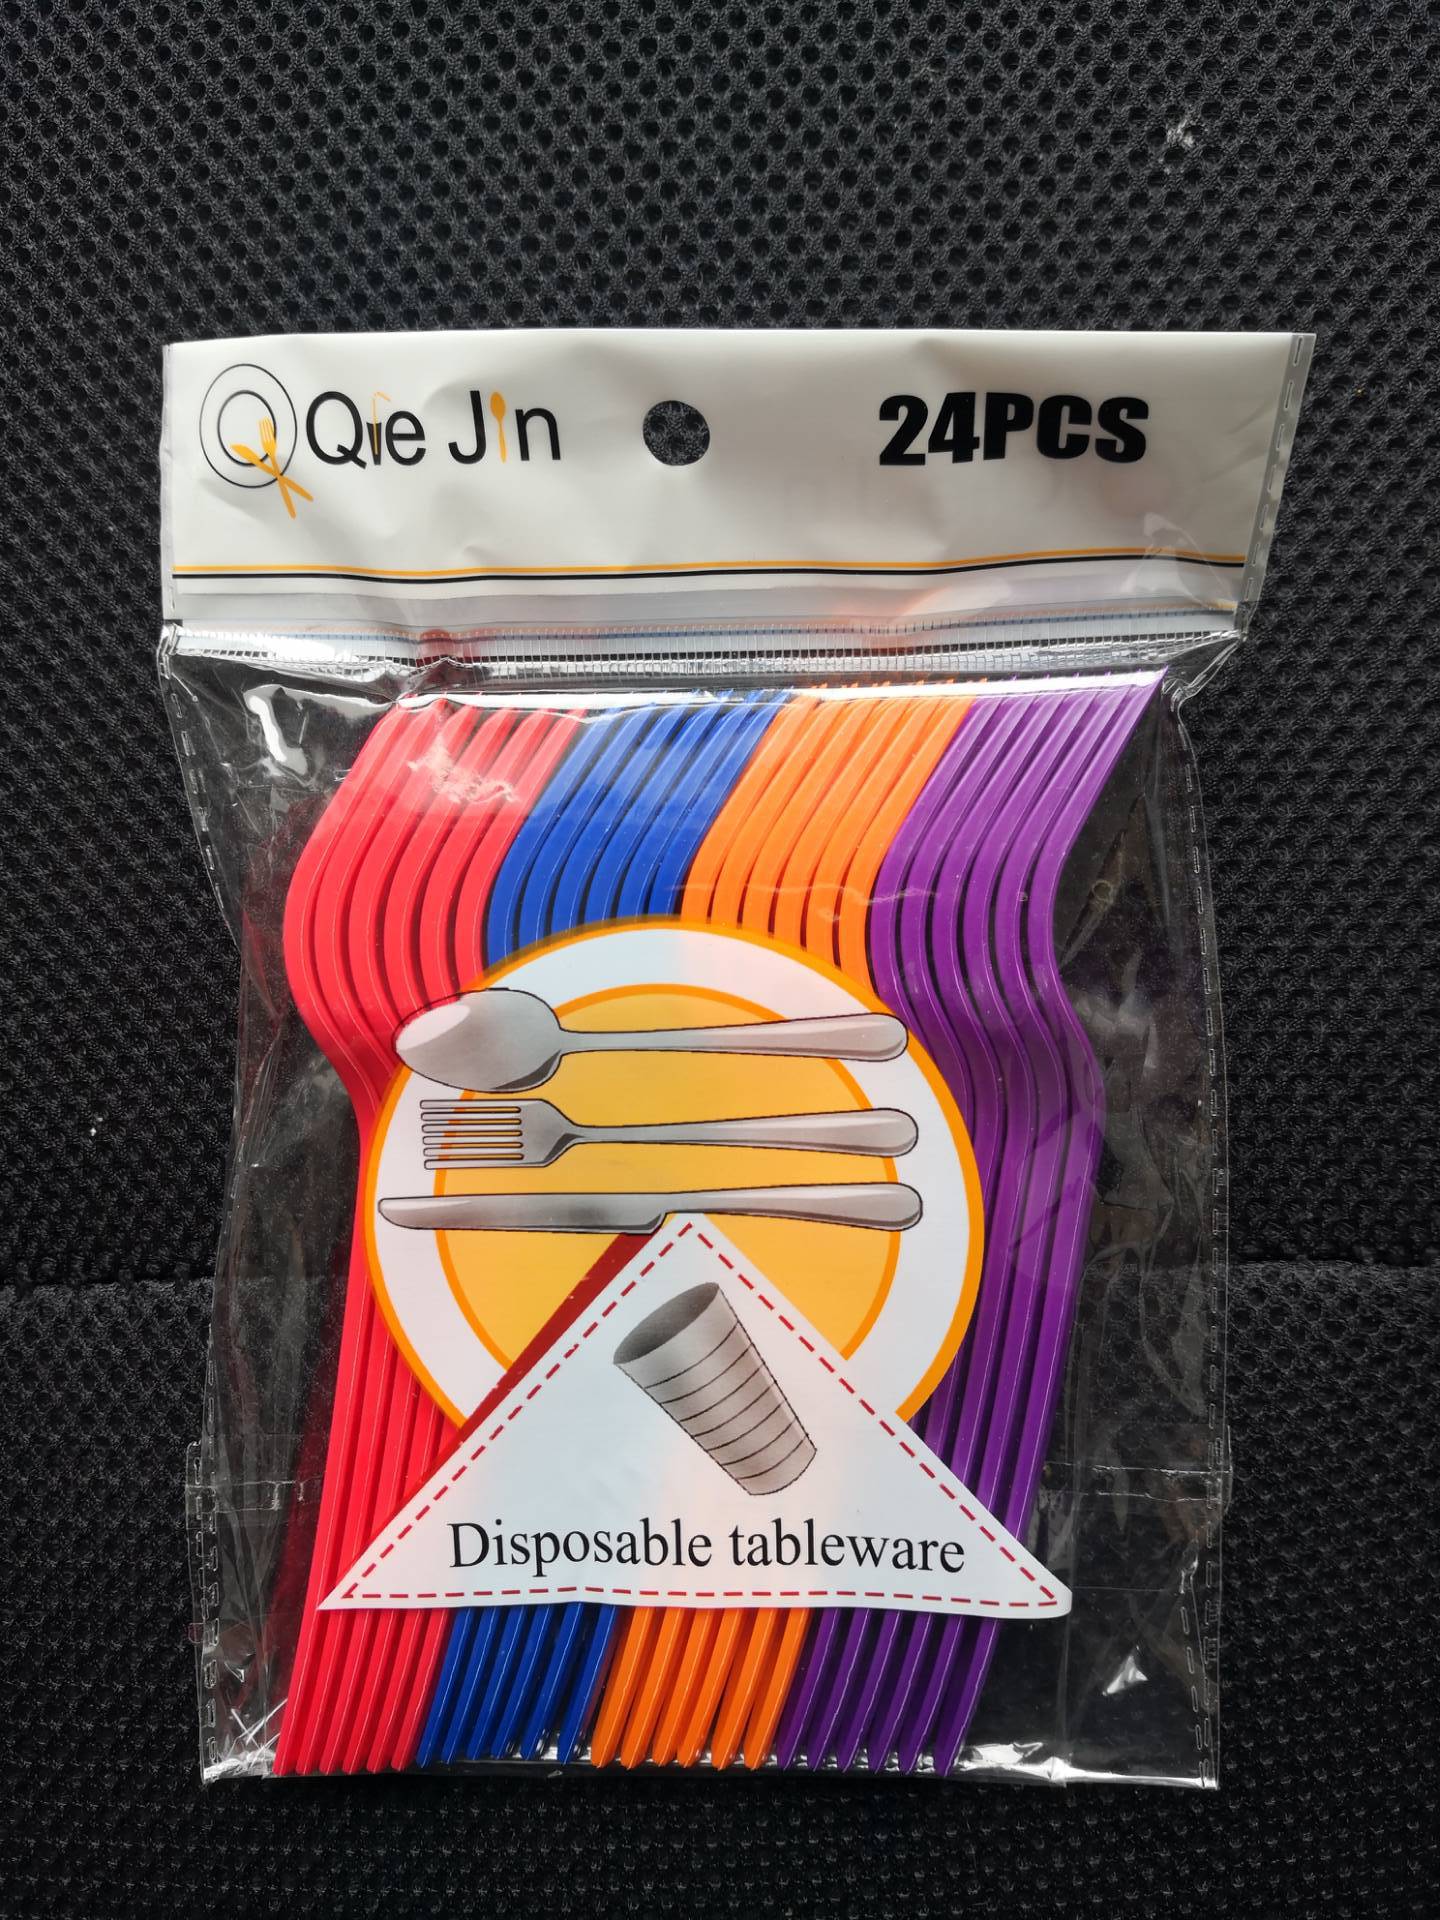 Qie Jin
24PCS
Disposable tableware